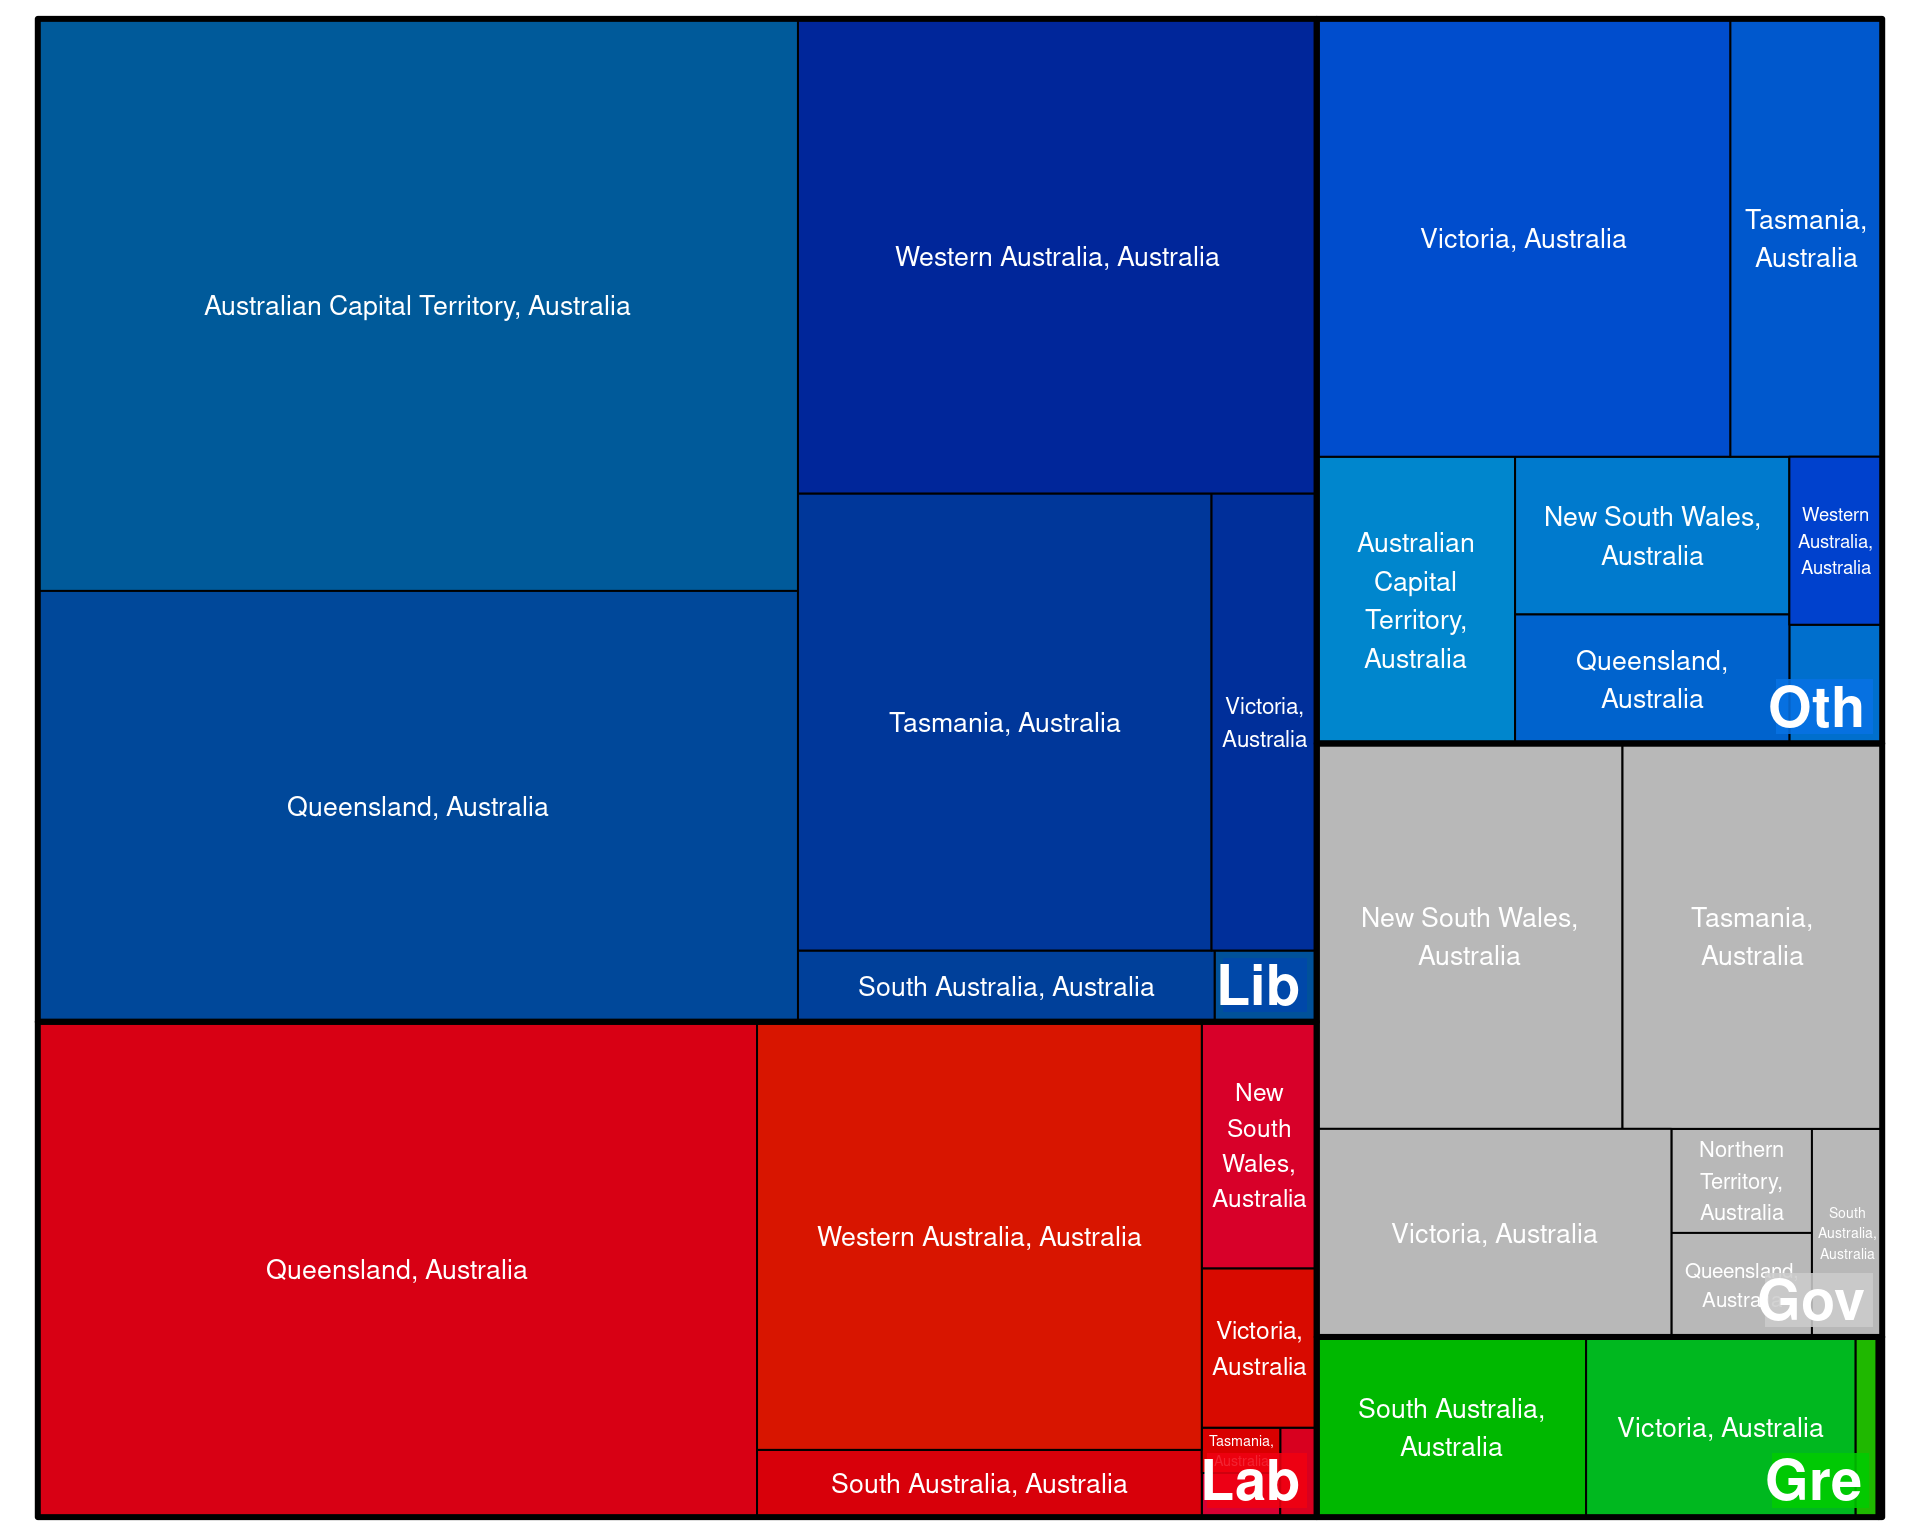 Australian Capital Territory, Australia
Queensland, Australia
Western Australia, Australia
Tasmania, Australia
Victoria,
Australia
South Australia, Australia
Lib
Queensland, Australia
Western Australia, Australia
South Australia, Australia
New
South
Wales,
Australia
Victoria,
Australia
Tasmania,
Australia
Lab
Victoria, Australia
Tasmania,
Australia
Australian
Capital
Territory,
Australia
New South Wales,
Australia
Queensland,
Australia
Western
Australia,
Australia
Oth
New South Wales,
Australia
Tasmania,
Australia
Victoria, Australia
Northern
Territory,
Australia
Queensland,
Australia
South
Australia,
Australia
Gov
South Australia,
Australia
Victoria, Australia
Gre